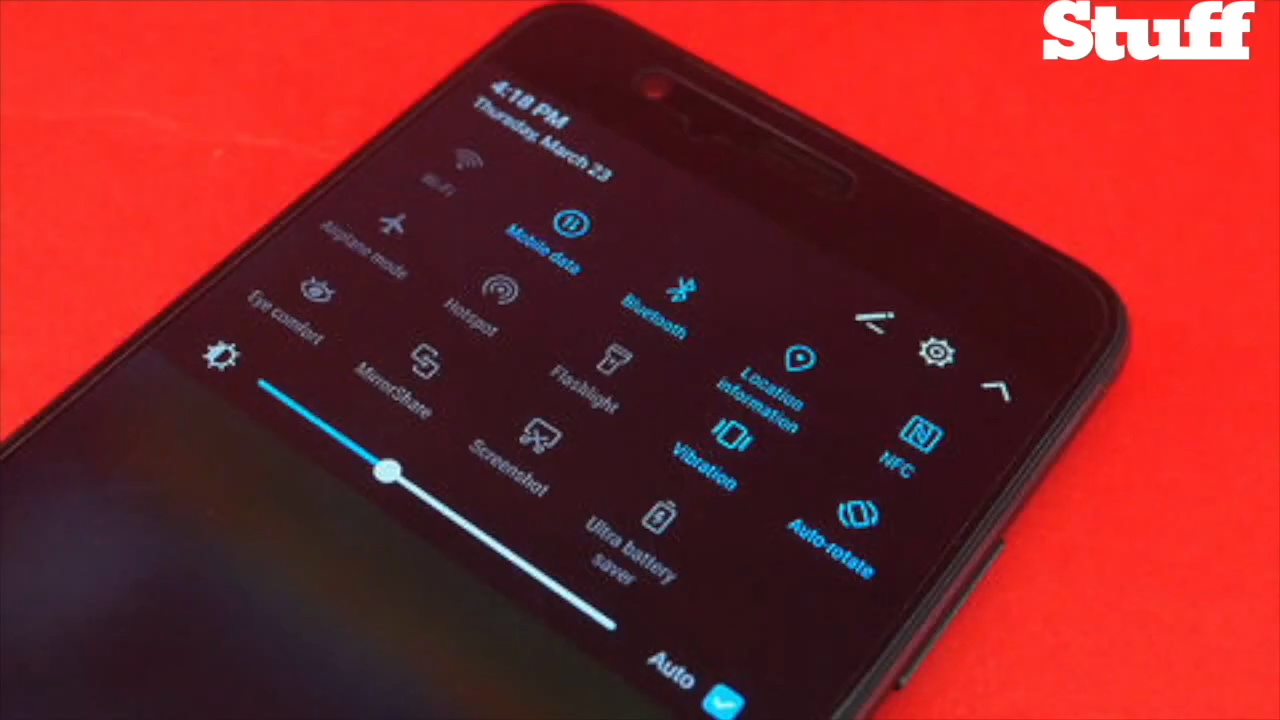 Stuff
4:18 PM
Thursday, March 23
Wi-Fi
Mobile data
Bluetooth
Location
information
NFC
Airplane mode
Hotspot
Flashlight
Vibration
Auto-rotate
Eye comfort
MirrorShare
Screenshot
Ultra battery
saver
Auto